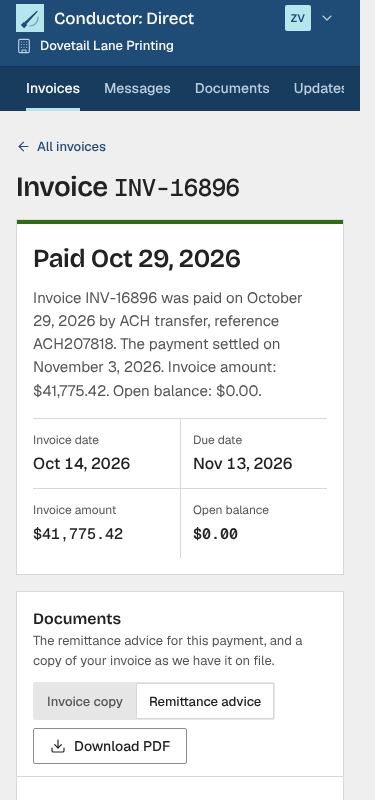 Conductor: Direct
ZV
Dovetail Lane Printing
Invoices Messages Documents Updates
All invoices
Invoice INV-16896
Paid Oct 29, 2026
Invoice INV-16896 was paid on October
29, 2026 by ACH transfer, reference
ACH207818. The payment settled on
November 3, 2026. Invoice amount:
$41,775.42. Open balance: $0.00.
Invoice date Due date
Oct 14, 2026 Nov 13, 2026
Invoice amount Open balance
$41,775.42 $0.00
Documents
The remittance advice for this payment, and a
copy of your invoice as we have it on file.
Invoice copy Remittance advice
Download PDF